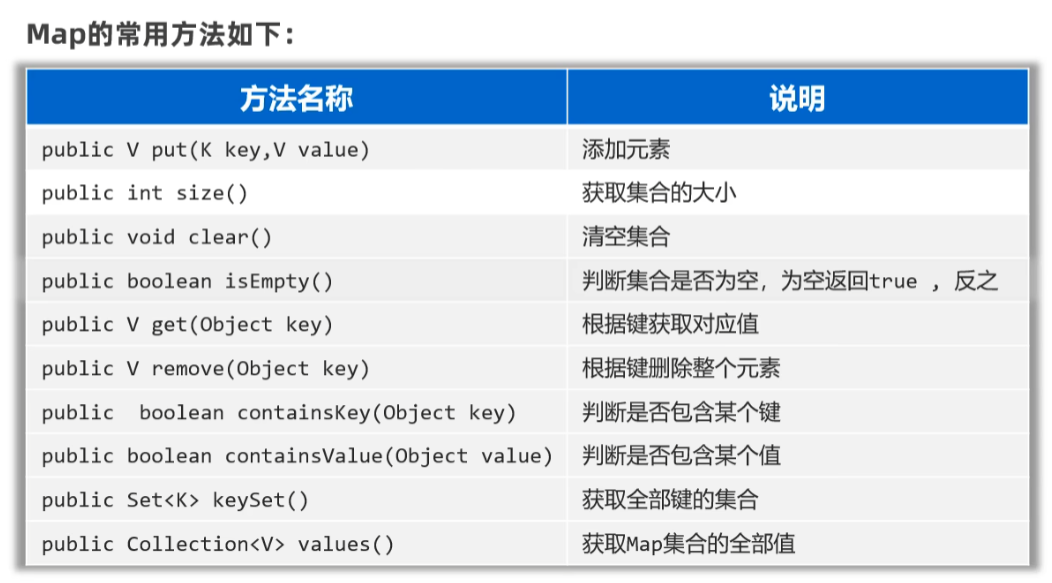 Map的常用方法如下：
方法名称 说明
public V put(K key,V value) 添加元素
public int size() 获取集合的大小
public void clear() 清空集合
public boolean isEmpty() 判断集合是否为空，为空返回true ，反之
public V get(Object key) 根据键获取对应值
public V remove(Object key) 根据键删除整个元素
public  boolean containsKey(Object key) 判断是否包含某个键
public boolean containsValue(Object value) 判断是否包含某个值
public Set<K> keySet() 获取全部键的集合
public Collection<V> values() 获取Map集合的全部值